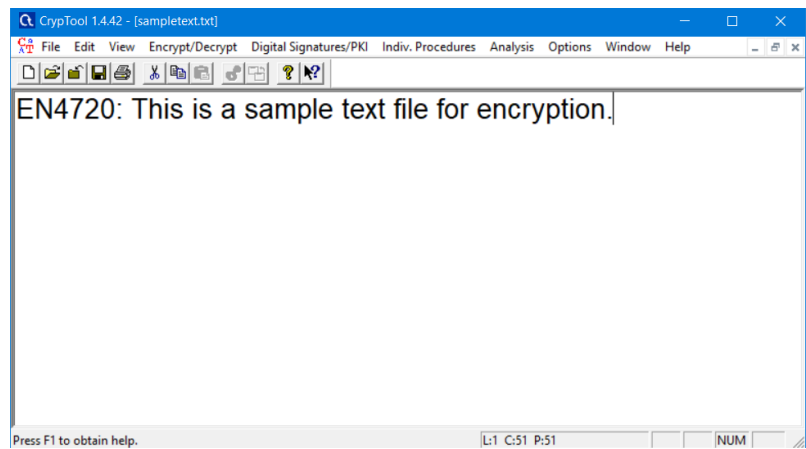 CrypTool 1.4.42 - [sampletext.txt]
File Edit View Encrypt/Decrypt Digital Signatures/PKI Indiv. Procedures Analysis Options Window Help
EN4720: This is a sample text file for encryption.
Press F1 to obtain help. L:1 C:51 P:51 NUM